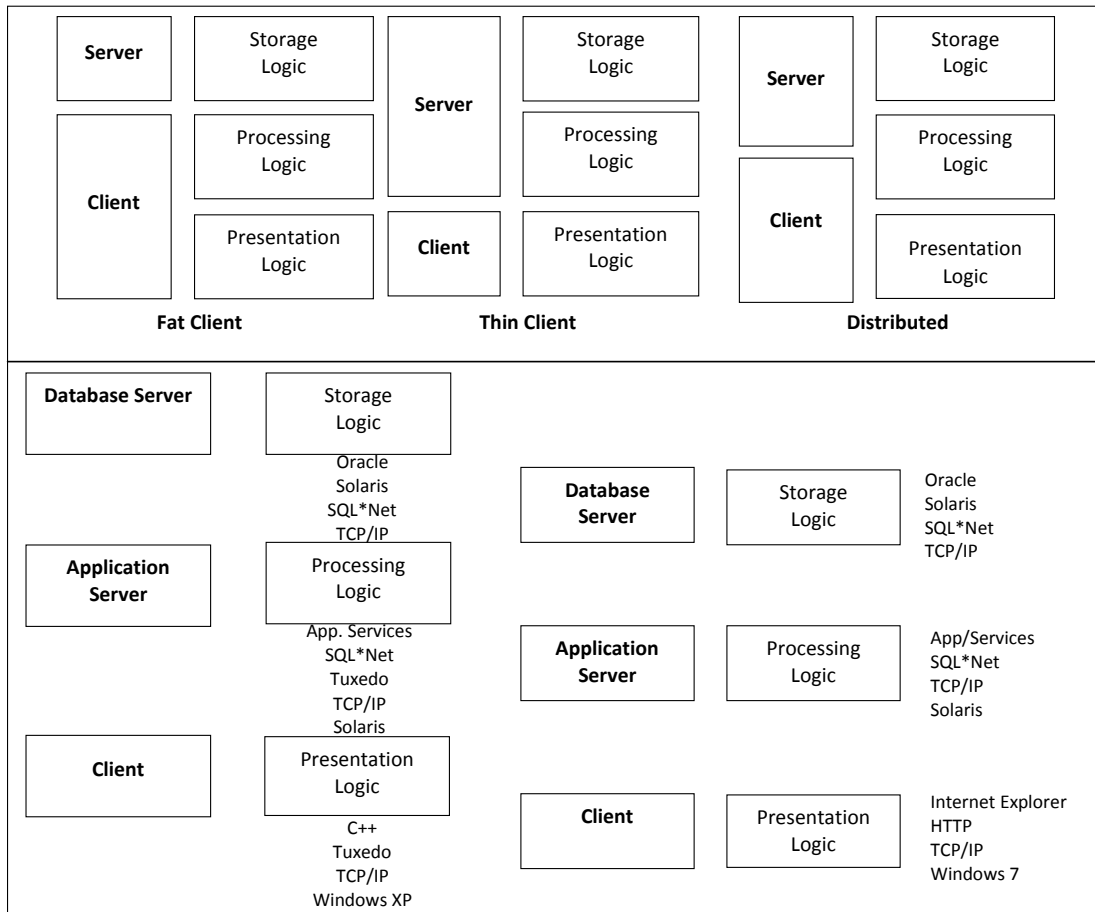 Server
Storage
Logic
Client
Processing
Logic
Presentation
Logic
Fat Client
Server
Storage
Logic
Processing
Logic
Client
Presentation
Logic
Thin Client
Server
Storage
Logic
Processing
Logic
Client
Presentation
Logic
Distributed
Database Server
Storage
Logic
Oracle
Solaris
SQL*Net
TCP/IP
Application
Server
Processing
Logic
App. Services
SQL*Net
Tuxedo
TCP/IP
Solaris
Client
Presentation
Logic
C++
Tuxedo
TCP/IP
Windows XP
Database
Server
Storage
Logic
Oracle
Solaris
SQL*Net
TCP/IP
Application
Server
Processing
Logic
App/Services
SQL*Net
TCP/IP
Solaris
Client
Presentation
Logic
Internet Explorer
HTTP
TCP/IP
Windows 7